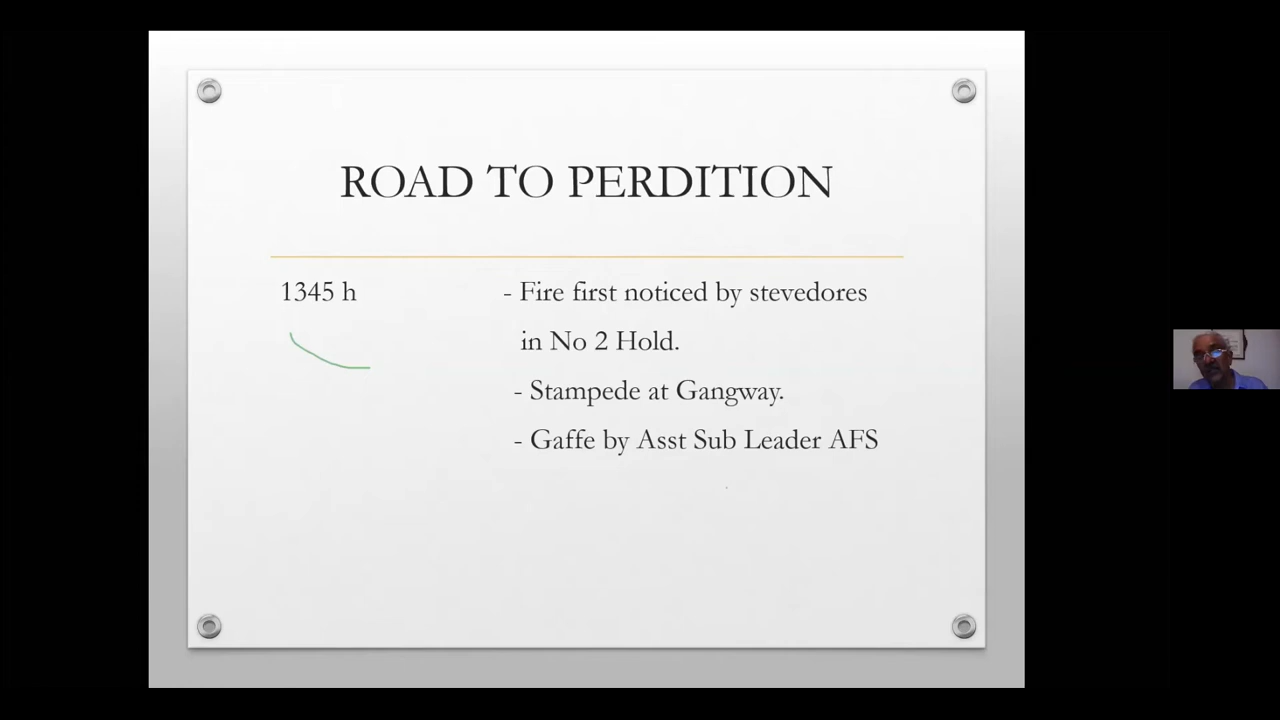 ROAD TO PERDITION
1345 h - Fire first noticed by stevedores
in No 2 Hold.
- Stampede at Gangway.
- Gaffe by Asst Sub Leader AFS